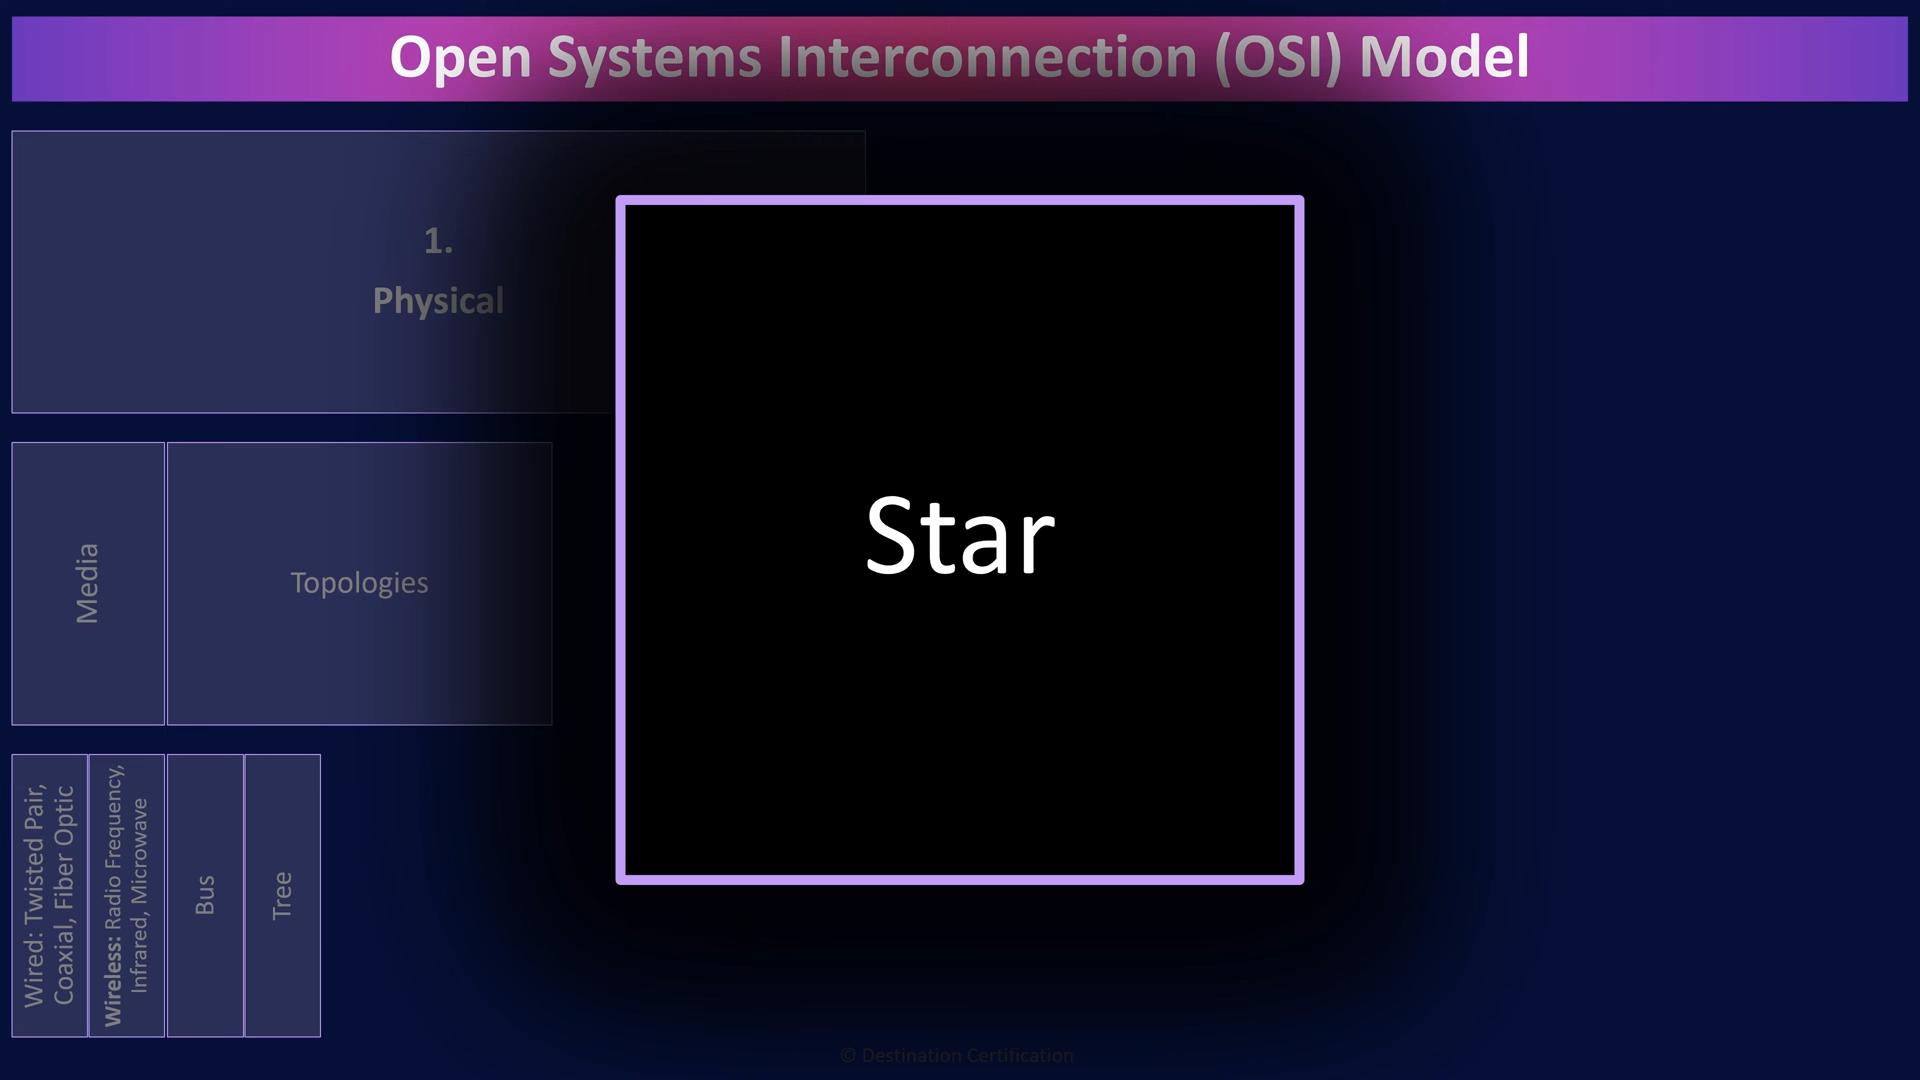 Open Systems Interconnection (OSI) Model
1.
Physical
Media
Topologies
Star
Wired: Twisted Pair,
Coaxial, Fiber Optic
Wireless: Radio Frequency,
Infrared, Microwave
Bus
Tree
© Destination Certification